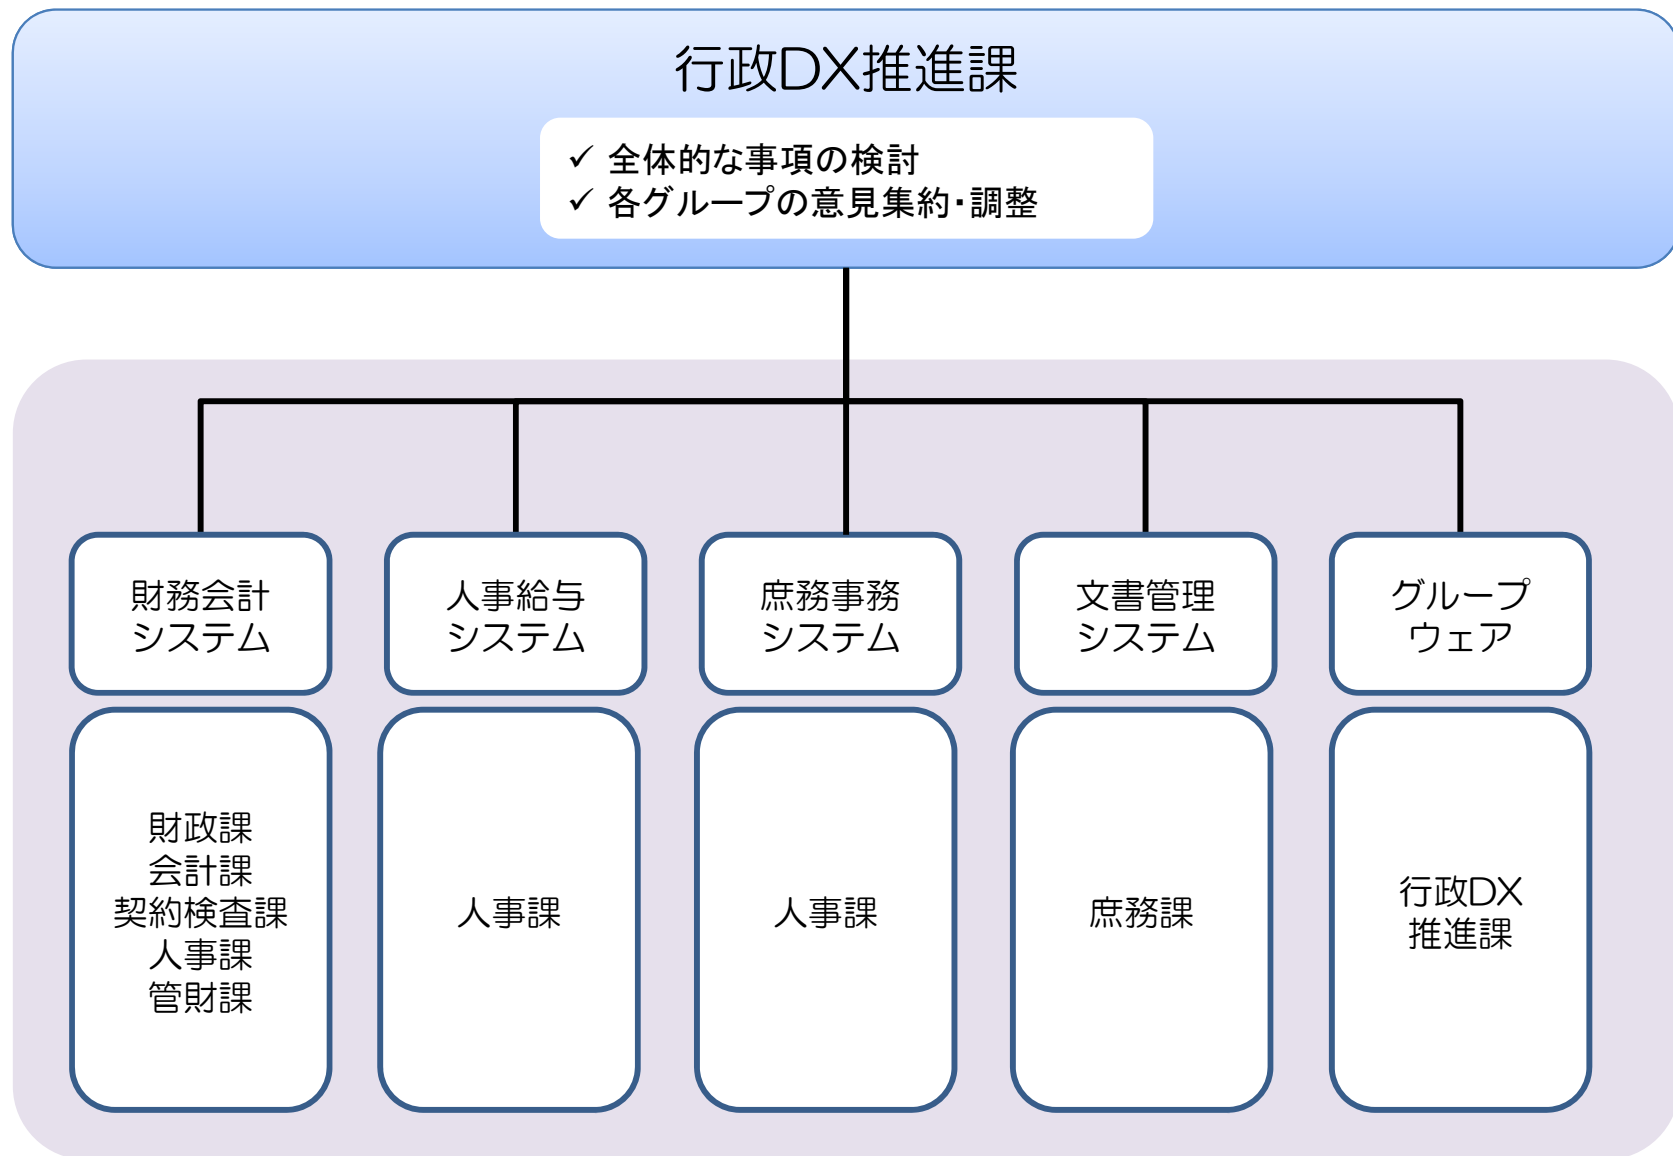 行政DX推進課
✓ 全体的な事項の検討
✓ 各グループの意見集約・調整
財務会計
システム
人事給与
システム
庶務事務
システム
文書管理
システム
グループ
ウェア
財政課
会計課
契約検査課
人事課
管財課
人事課
人事課
庶務課
行政DX
推進課